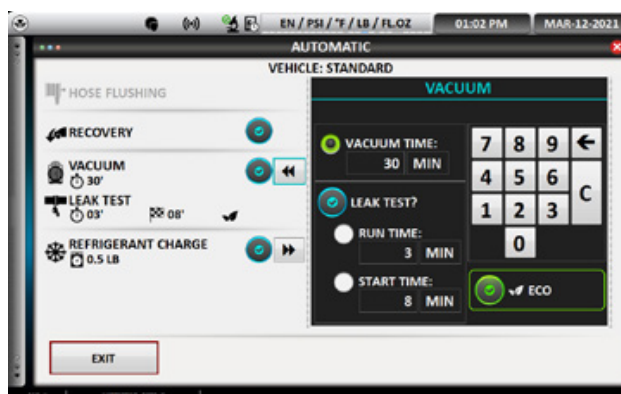 EN / PSI / °F / LB / FL.OZ 01:02 PM MAR-12-2021
AUTOMATIC
VEHICLE: STANDARD
HOSE FLUSHING
RECOVERY
VACUUM
30'
LEAK TEST
03' 08'
REFRIGERANT CHARGE
0.5 LB
EXIT
VACUUM
VACUUM TIME:
30 MIN
LEAK TEST?
RUN TIME:
3 MIN
START TIME:
8 MIN
7 8 9 ←
4 5 6 C
1 2 3
0
ECO